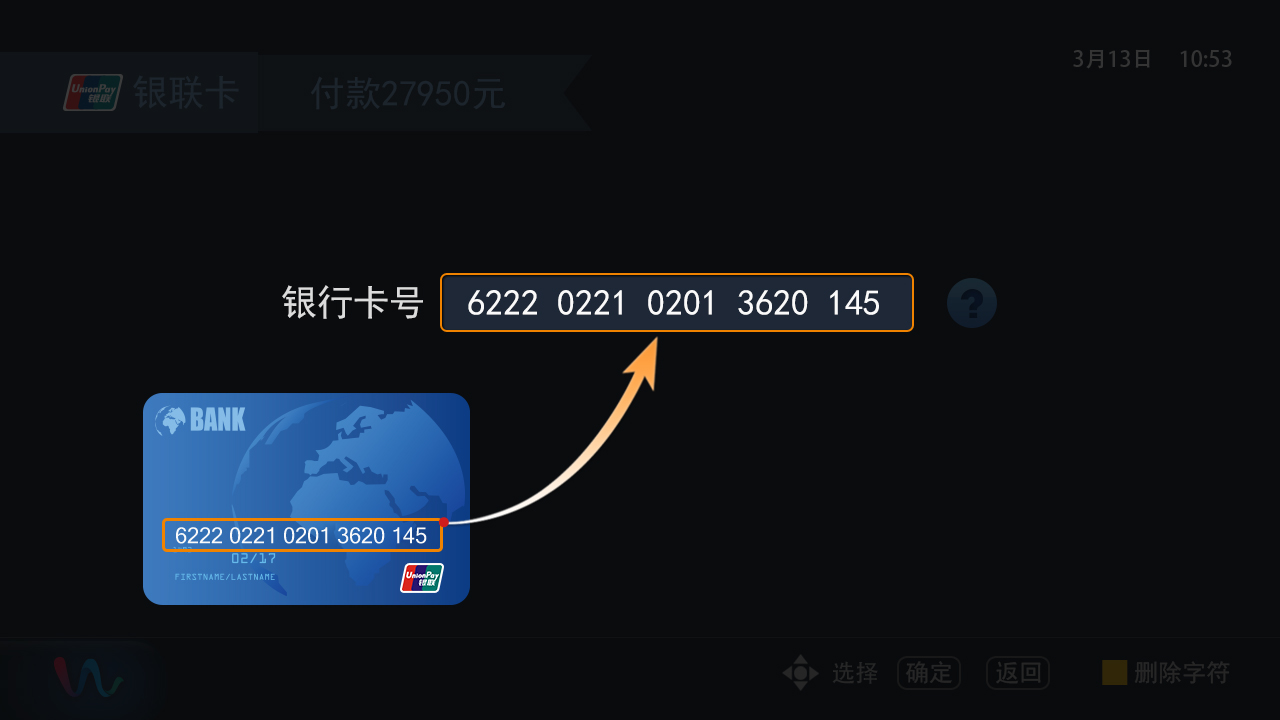 3月13日 10:53
UnionPay 银联 银联卡 付款27950元
银行卡号 6222 0221 0201 3620 145 ?
BANK
6222 0221 0201 3620 145
02/17
FIRSTNAME/LASTNAME
UnionPay
银联
选择 确定 返回 删除字符